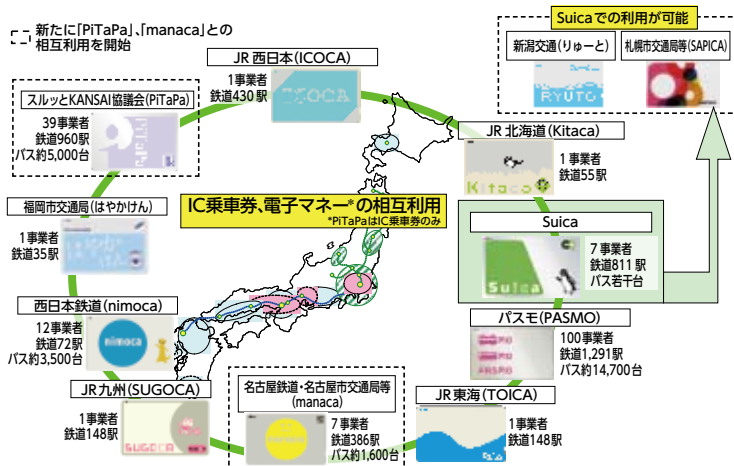 新たに「PiTaPa」、「manaca」との
相互利用を開始
Suicaでの利用が可能
新潟交通(りゅーと)
札幌市交通局等(SAPICA)
RYUTO
JR西日本(ICOCA)
1事業者
鉄道430駅
ICOCA
スルッとKANSAI協議会(PiTaPa)
39事業者
鉄道960駅
バス約5,000台
PiTaPa
JR北海道(Kitaca)
1事業者
鉄道55駅
Kitaca
IC乗車券、電子マネー*の相互利用
*PiTaPaはIC乗車券のみ
福岡市交通局(はやかけん)
1事業者
鉄道35駅
Suica
7事業者
鉄道811駅
バス若干台
Suica
西日本鉄道(nimoca)
12事業者
鉄道72駅
バス約3,500台
nimoca
パスモ(PASMO)
100事業者
鉄道1,291駅
バス約14,700台
JR九州(SUGOCA)
1事業者
鉄道148駅
SUGOCA
名古屋鉄道・名古屋市交通局等
(manaca)
7事業者
鉄道386駅
バス約1,600台
manaca
JR東海(TOICA)
1事業者
鉄道148駅